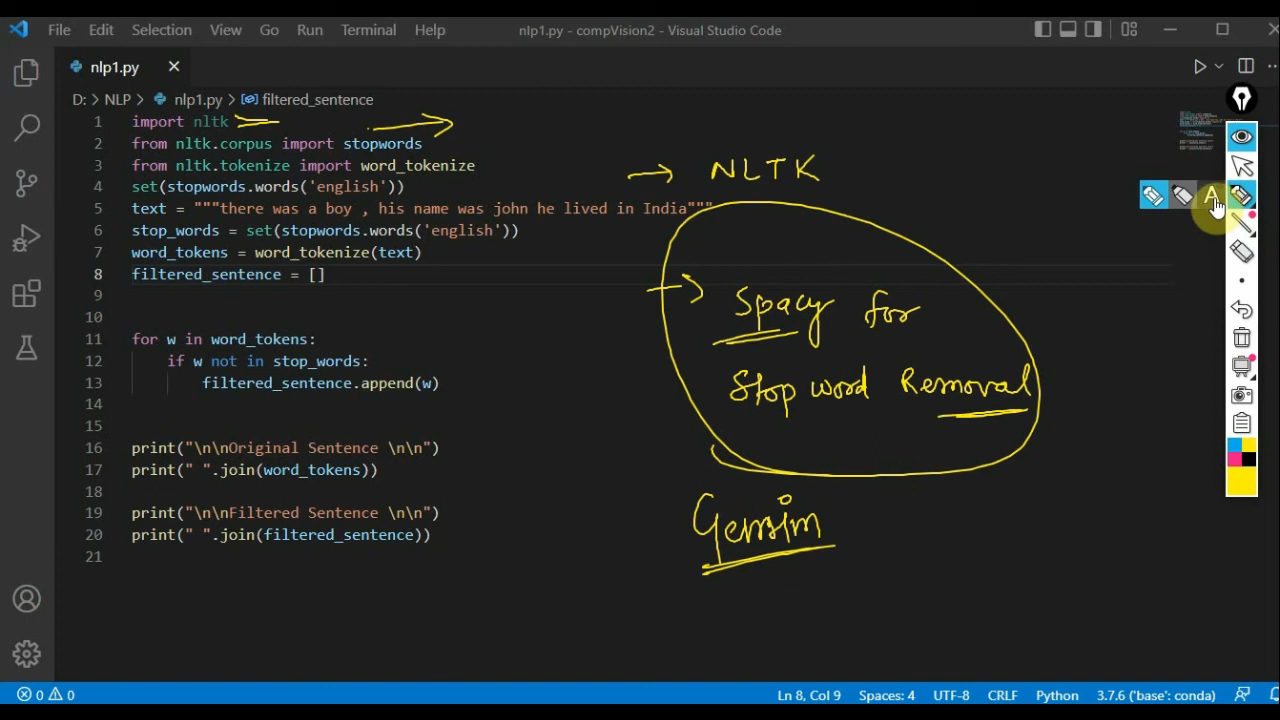 File Edit Selection View Go Run Terminal Help nlp1.py - compVision2 - Visual Studio Code
nlp1.py
D: > NLP > nlp1.py > filtered_sentence
1 import nltk
2 from nltk.corpus import stopwords
3 from nltk.tokenize import word_tokenize
4 set(stopwords.words('english'))
5 text = """there was a boy , his name was john he lived in India"""
6 stop_words = set(stopwords.words('english'))
7 word_tokens = word_tokenize(text)
8 filtered_sentence = []
9
10
11 for w in word_tokens:
12 if w not in stop_words:
13 filtered_sentence.append(w)
14
15
16 print("\n\nOriginal Sentence \n\n")
17 print(" ".join(word_tokens))
18
19 print("\n\nFiltered Sentence \n\n")
20 print(" ".join(filtered_sentence))
21
NLTK
Spacy for
Stop word Removal
Gensim
A
0 0 Ln 8, Col 9 Spaces: 4 UTF-8 CRLF Python 3.7.6 ('base': conda)